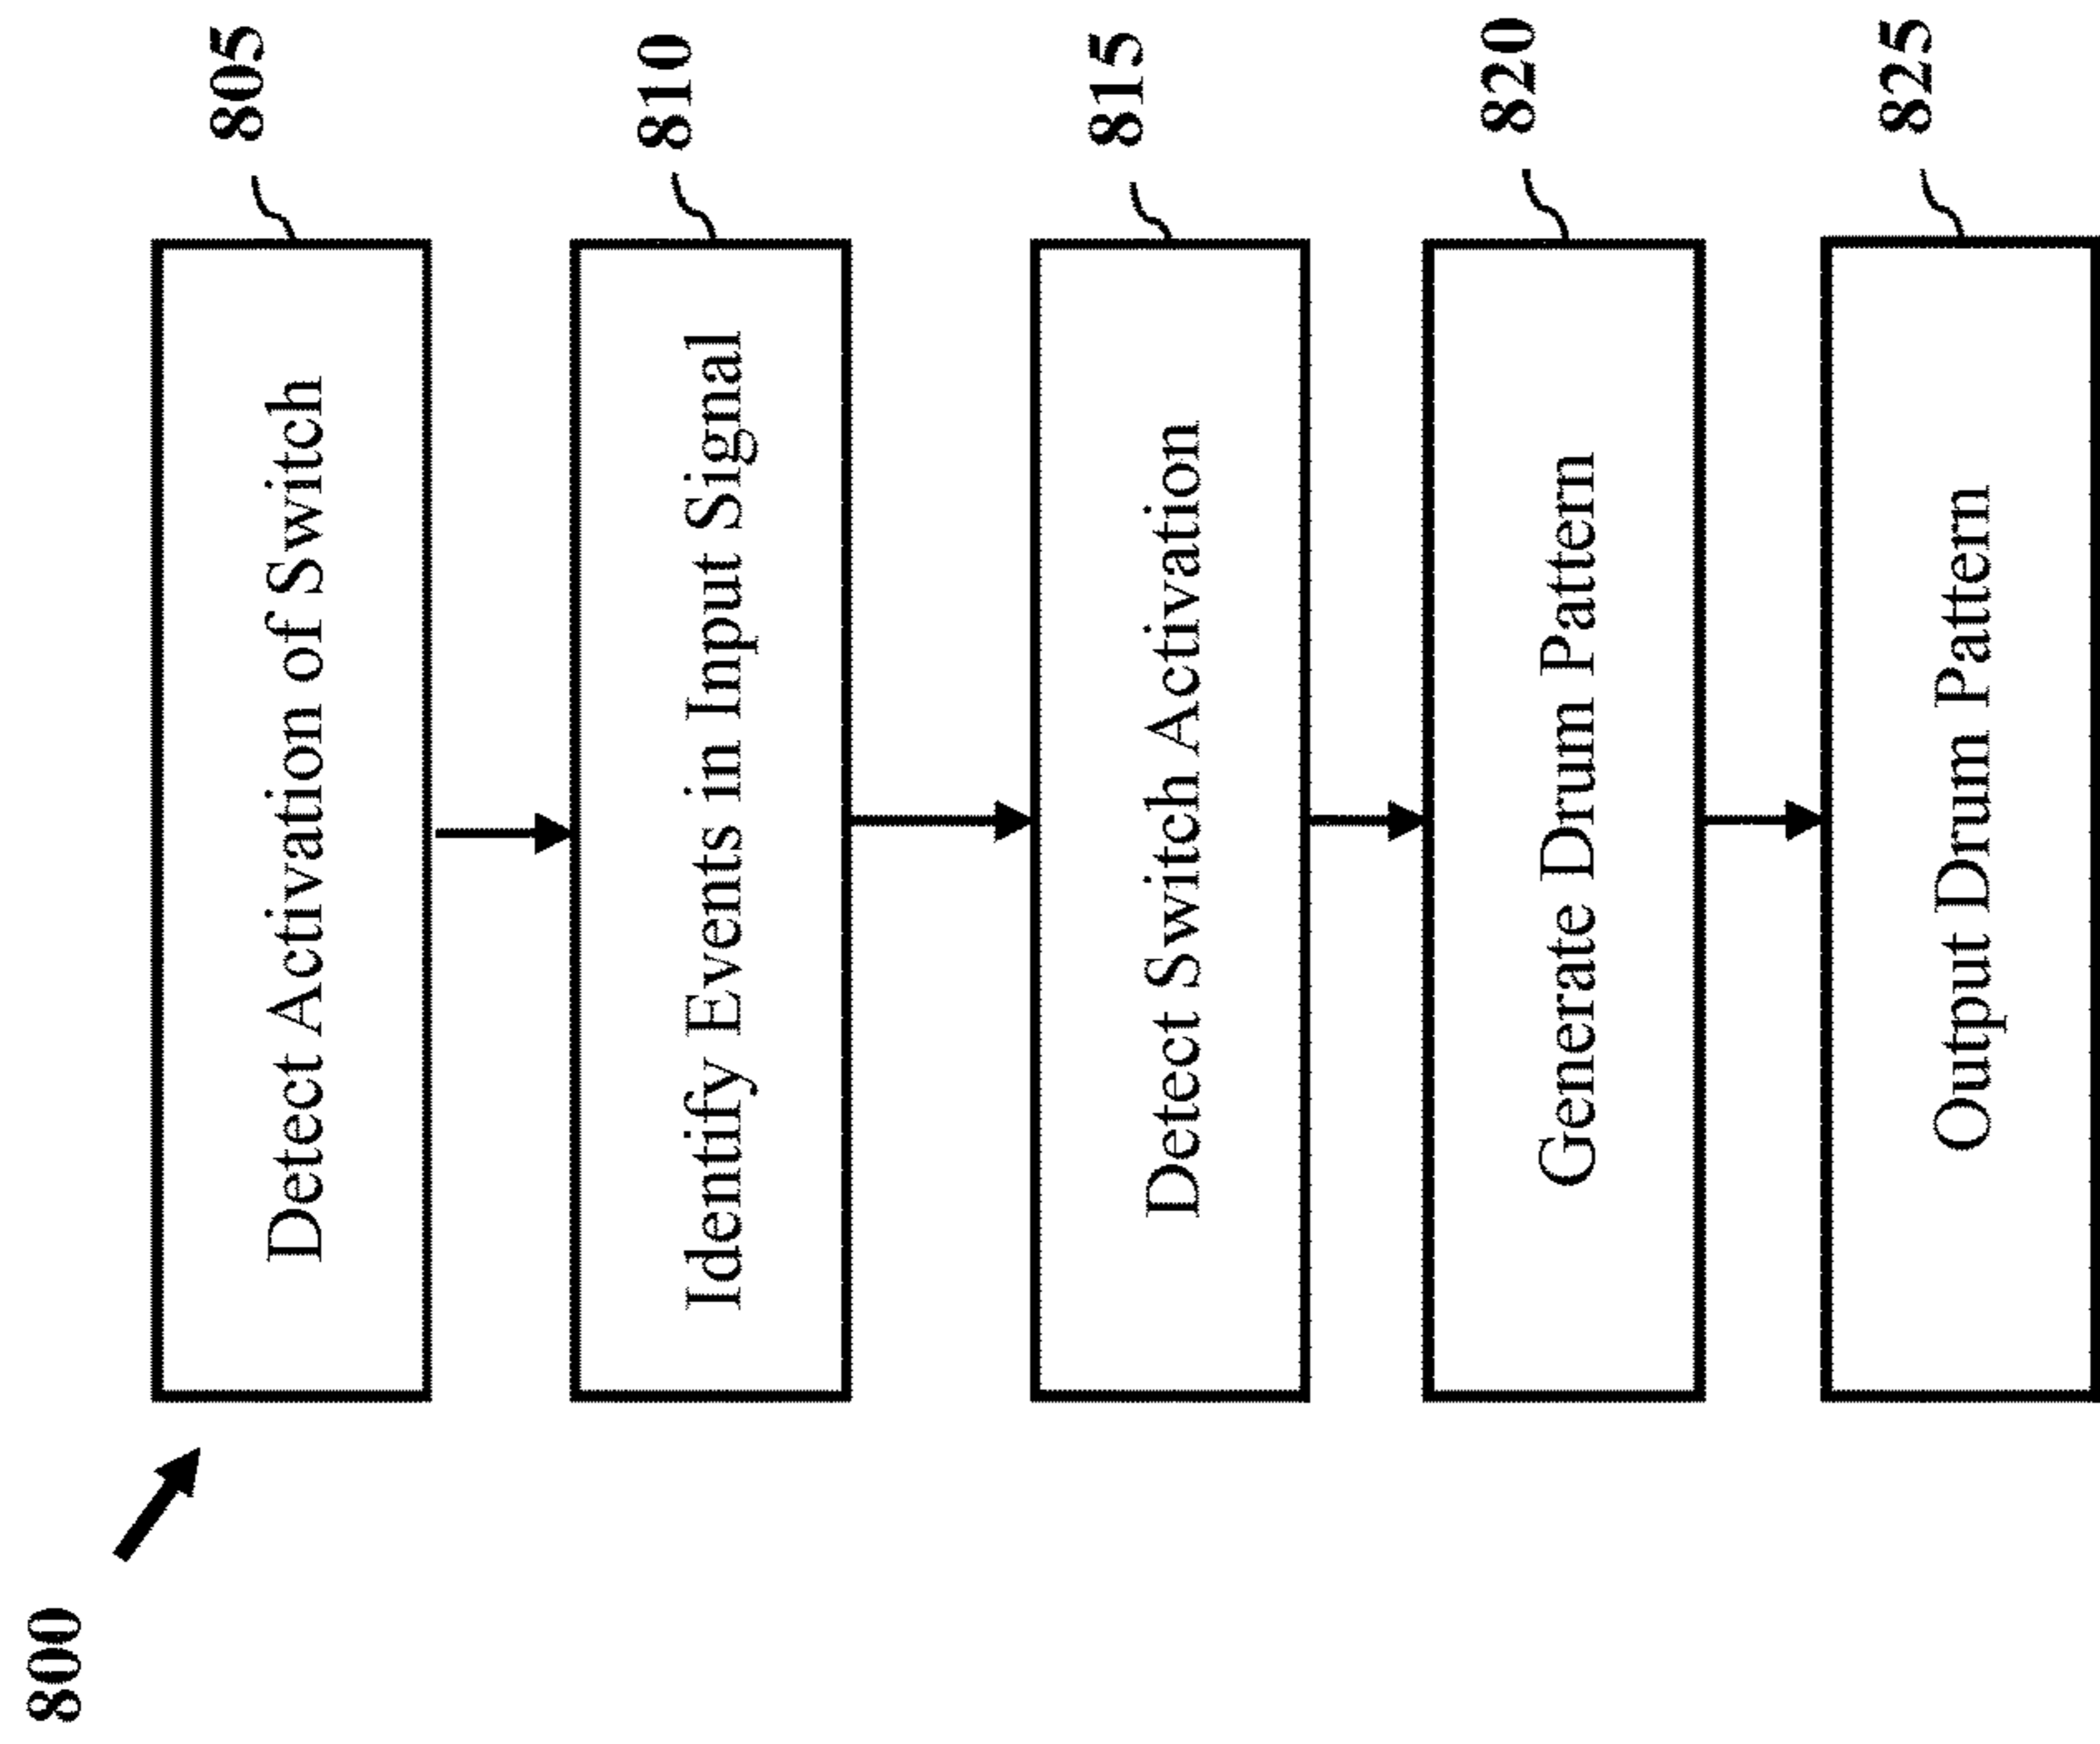 800
Detect Activation of Switch
805
Identify Events in Input Signal
810
Detect Switch Activation
815
Generate Drum Pattern
820
Output Drum Pattern
825